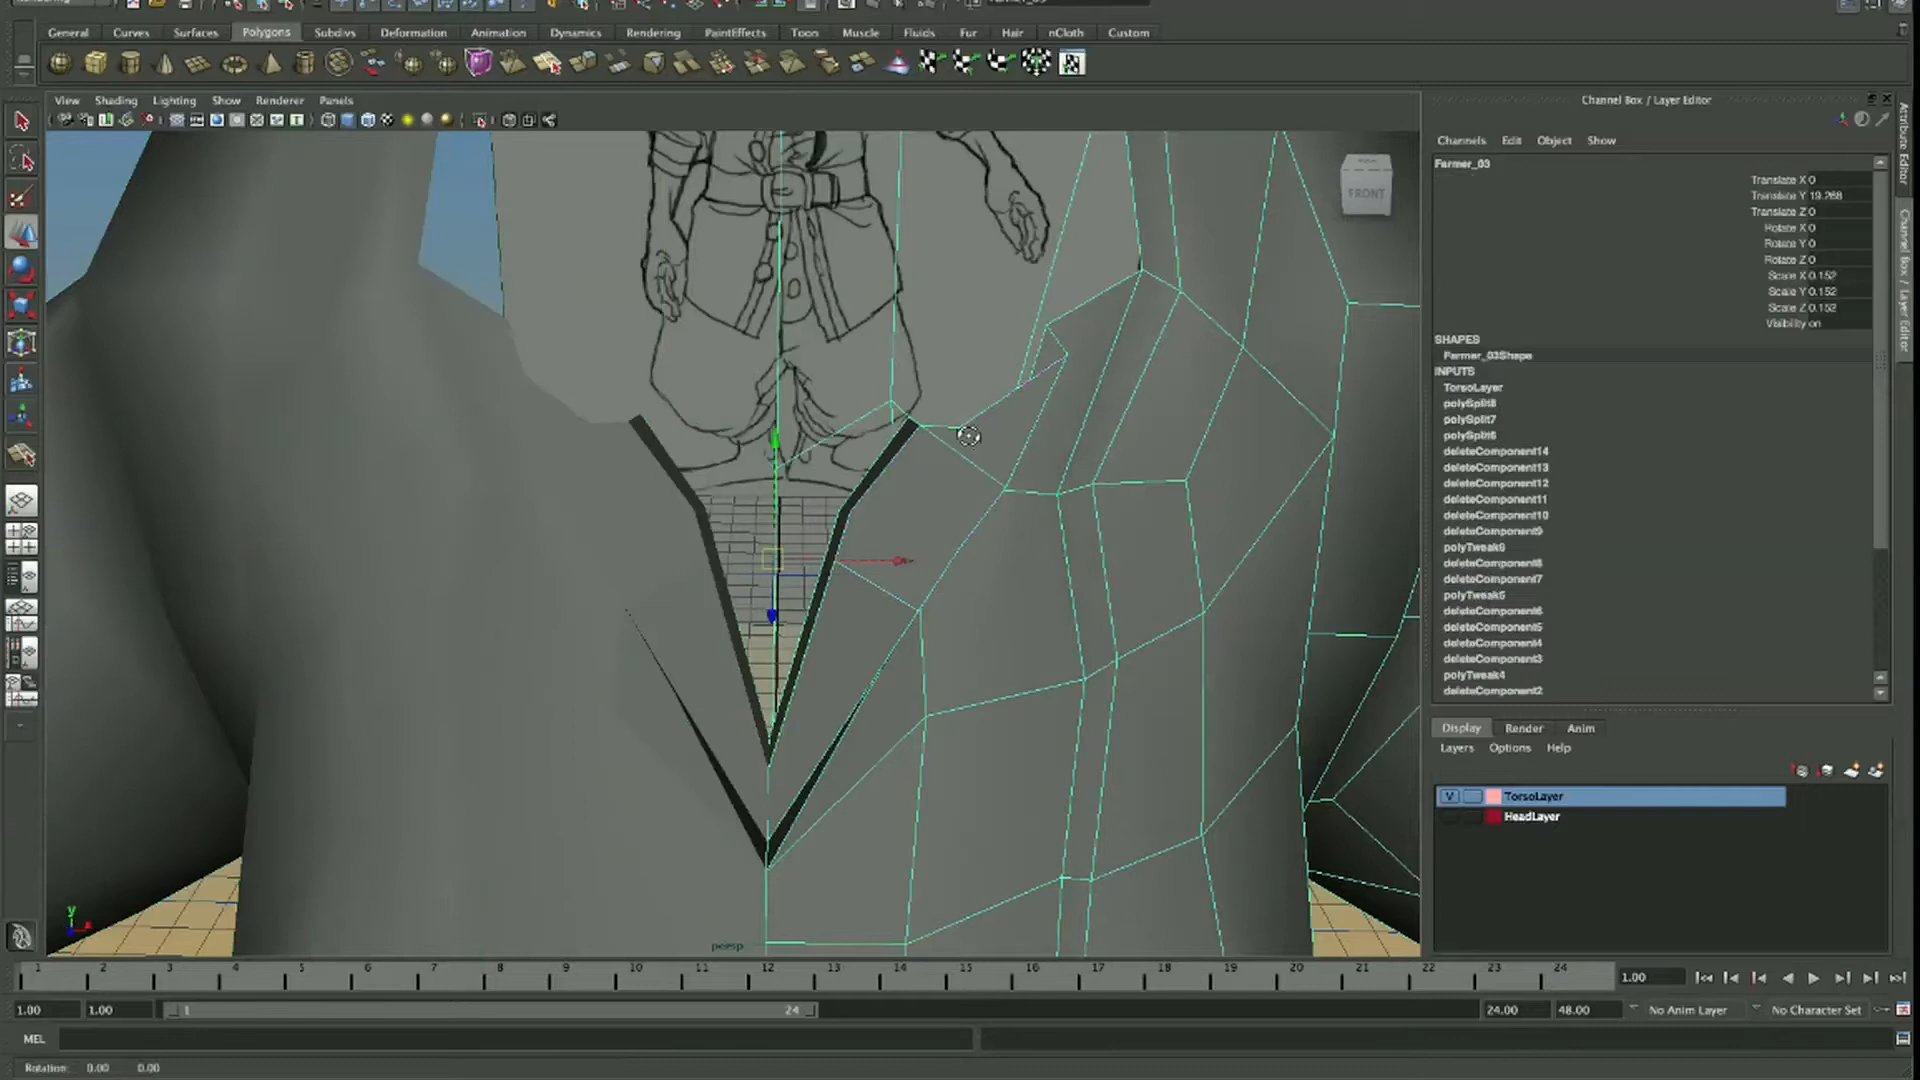 General Curves Surfaces Polygons Subdivs Deformation Animation Dynamics Rendering PaintEffects Toon Muscle Fluids Fur Hair nCloth Custom
View Shading Lighting Show Renderer Panels
FRONT
y
persp
Channel Box / Layer Editor
Channels Edit Object Show
Farmer_03
Translate X 0
Translate Y 19.268
Translate Z 0
Rotate X 0
Rotate Y 0
Rotate Z 0
Scale X 0.152
Scale Y 0.152
Scale Z 0.152
Visibility on
SHAPES
Farmer_03Shape
INPUTS
TorsoLayer
polySplit8
polySplit7
polySplit6
deleteComponent14
deleteComponent13
deleteComponent12
deleteComponent11
deleteComponent10
deleteComponent9
polyTweak6
deleteComponent8
deleteComponent7
polyTweak5
deleteComponent6
deleteComponent5
deleteComponent4
deleteComponent3
polyTweak4
deleteComponent2
Display Render Anim
Layers Options Help
V TorsoLayer
HeadLayer
Attribute Editor
Channel Box / Layer Editor
1 2 3 4 5 6 7 8 9 10 11 12 13 14 15 16 17 18 19 20 21 22 23 24 1.00
1.00 1.00 1 24 24.00 48.00 No Anim Layer No Character Set
MEL
Rotation: 0.00 0.00